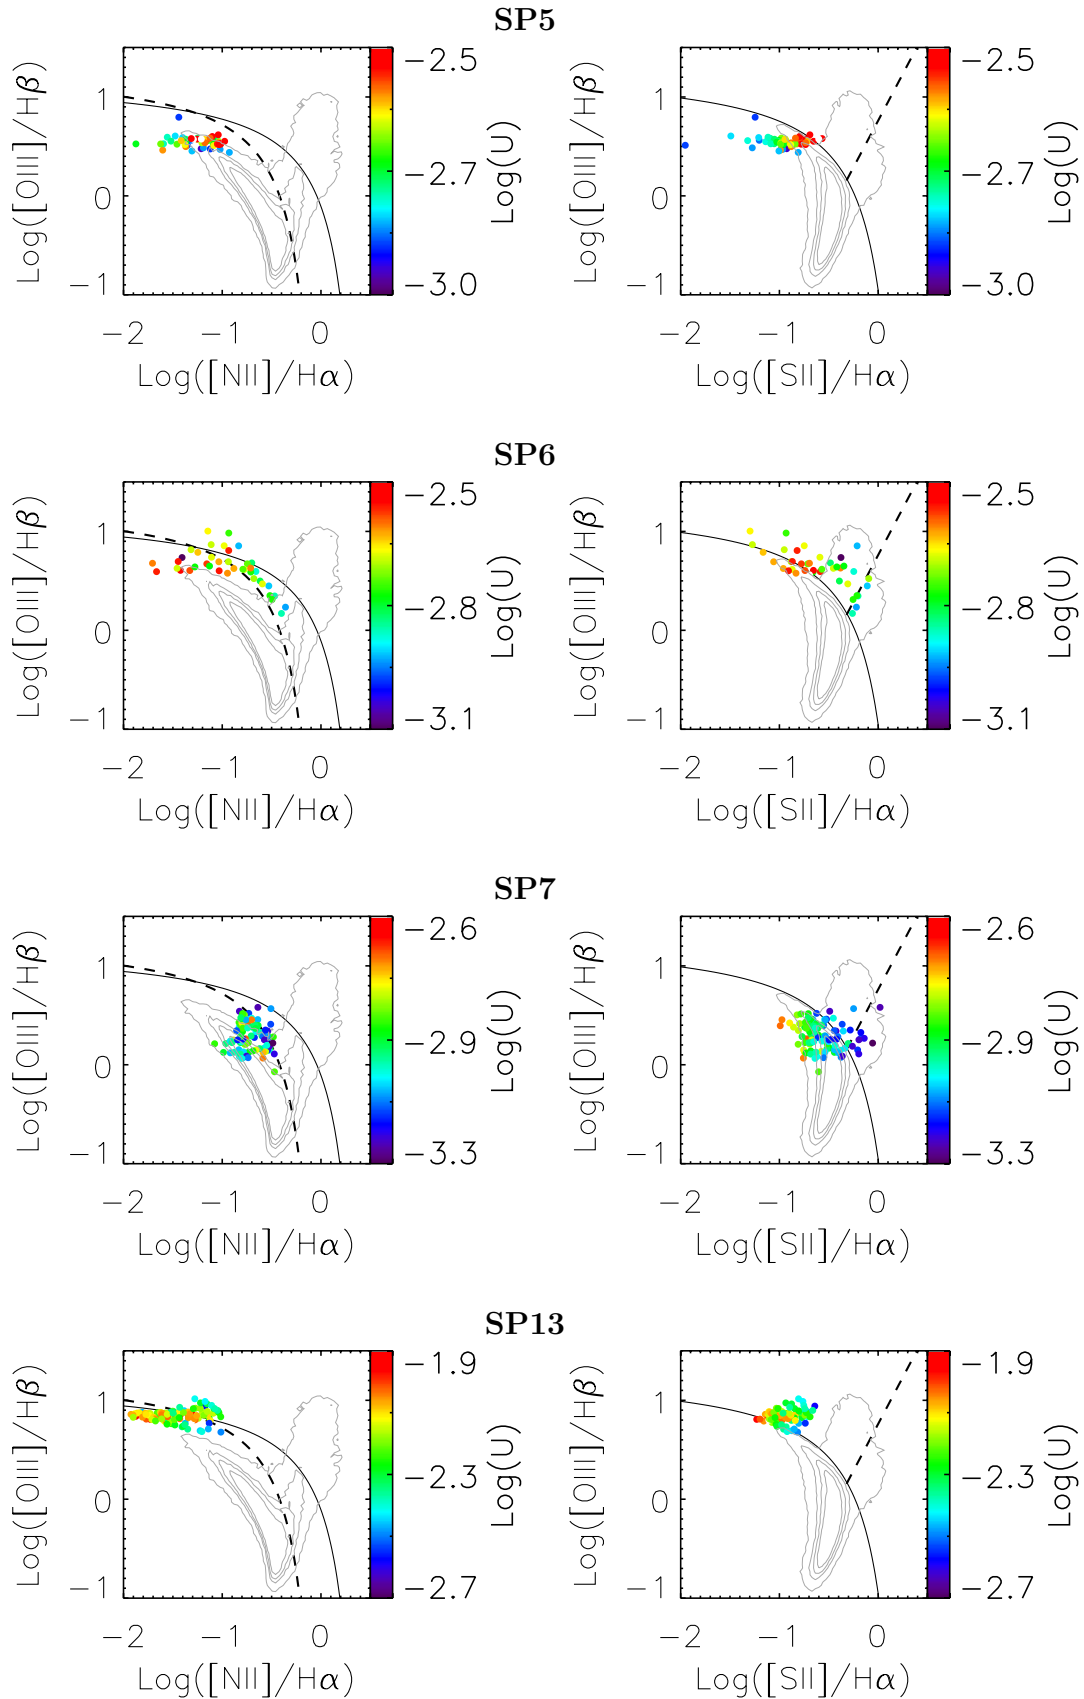 SP5
Log([OIII]/Hβ)
1
0
−1
−2
−1
0
Log([NII]/Hα)
−2.5
−2.7
−3.0
Log(U)
Log([OIII]/Hβ)
1
0
−1
−2
−1
0
Log([SII]/Hα)
−2.5
−2.7
−3.0
Log(U)
SP6
Log([OIII]/Hβ)
1
0
−1
−2
−1
0
Log([NII]/Hα)
−2.5
−2.8
−3.1
Log(U)
Log([OIII]/Hβ)
1
0
−1
−2
−1
0
Log([SII]/Hα)
−2.5
−2.8
−3.1
Log(U)
SP7
Log([OIII]/Hβ)
1
0
−1
−2
−1
0
Log([NII]/Hα)
−2.6
−2.9
−3.3
Log(U)
Log([OIII]/Hβ)
1
0
−1
−2
−1
0
Log([SII]/Hα)
−2.6
−2.9
−3.3
Log(U)
SP13
Log([OIII]/Hβ)
1
0
−1
−2
−1
0
Log([NII]/Hα)
−1.9
−2.3
−2.7
Log(U)
Log([OIII]/Hβ)
1
0
−1
−2
−1
0
Log([SII]/Hα)
−1.9
−2.3
−2.7
Log(U)